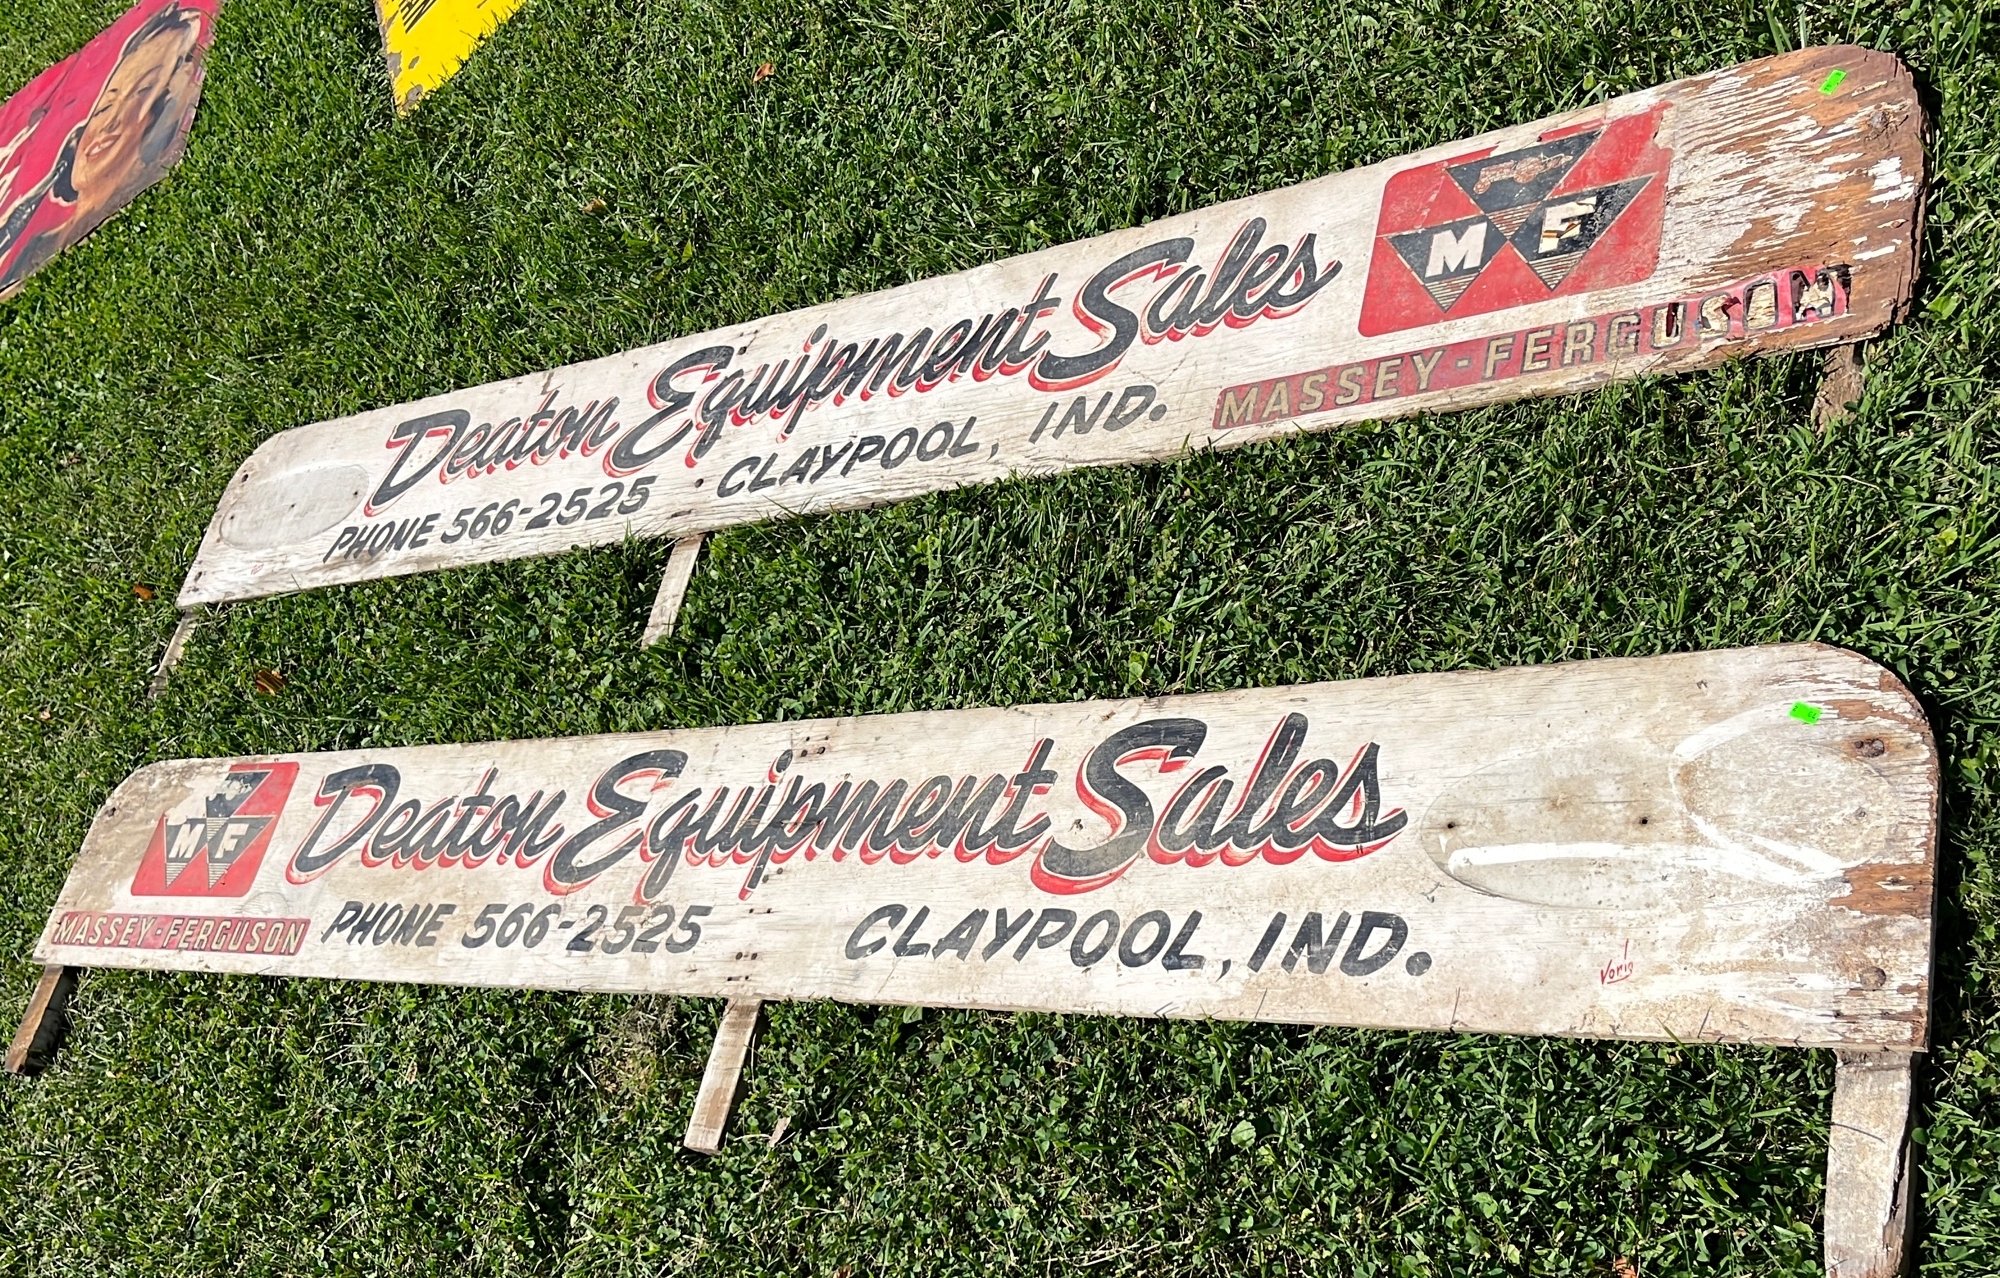 Deaton Equipment Sales
PHONE 566-2525 CLAYPOOL, IND.
MF
MASSEY-FERGUSON
MF
MASSEY-FERGUSON
Deaton Equipment Sales
PHONE 566-2525 CLAYPOOL, IND.